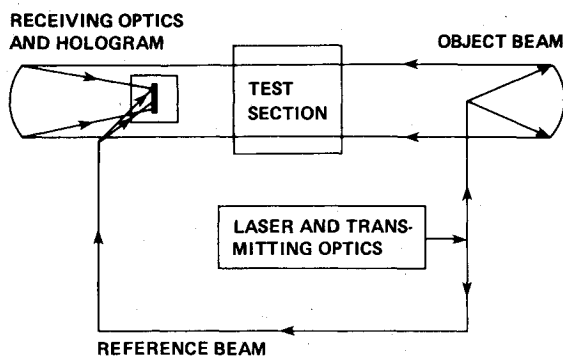 RECEIVING OPTICS
AND HOLOGRAM
OBJECT BEAM
TEST
SECTION
LASER AND TRANS-
MITTING OPTICS
REFERENCE BEAM